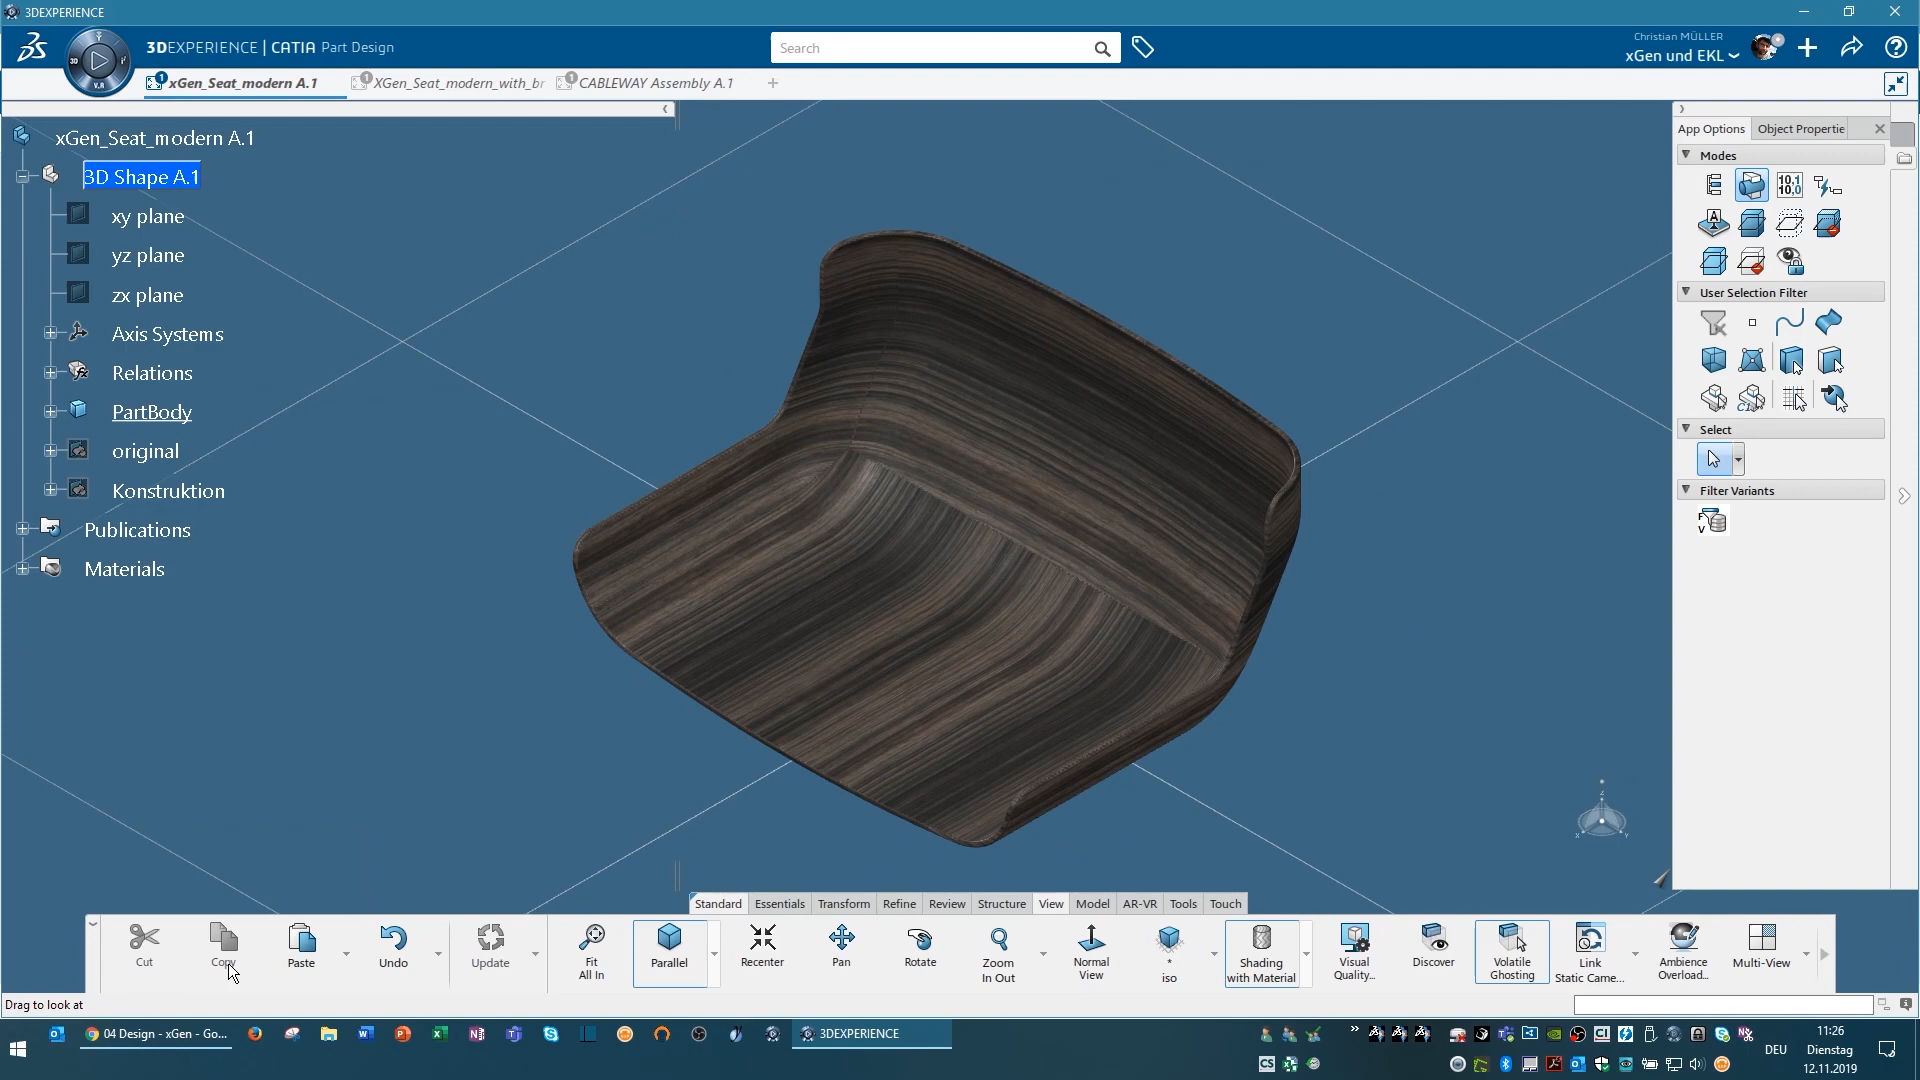 3DEXPERIENCE
3DEXPERIENCE | CATIA Part Design
Search
Christian MÜLLER
xGen und EKL
xGen_Seat_modern A.1
XGen_Seat_modern_with_br
CABLEWAY Assembly A.1
xGen_Seat_modern A.1
3D Shape A.1
xy plane
yz plane
zx plane
Axis Systems
Relations
PartBody
original
Konstruktion
Publications
Materials
App Options
Object Propertie
Modes
User Selection Filter
Select
Filter Variants
Standard
Essentials
Transform
Refine
Review
Structure
View
Model
AR-VR
Tools
Touch
Cut
Copy
Paste
Undo
Update
Fit
All In
Parallel
Recenter
Pan
Rotate
Zoom
In Out
Normal
View
*
iso
Shading
with Material
Visual
Quality...
Discover
Volatile
Ghosting
Link
Static Came...
Ambience
Overload...
Multi-View
Drag to look at
04 Design - xGen - Go...
3DEXPERIENCE
DEU
11:26
Dienstag
12.11.2019